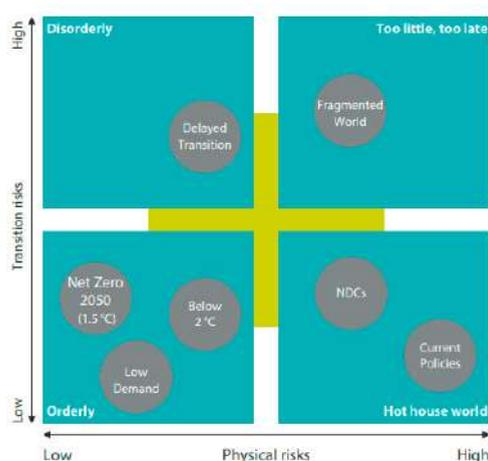 High
Transition risks
Low
Disorderly
Too little, too late
Delayed
Transition
Fragmented
World
Net Zero
2050
(1.5 °C)
Below
2 °C
Low
Demand
NDCs
Current
Policies
Orderly
Hot house world
Low
Physical risks
High